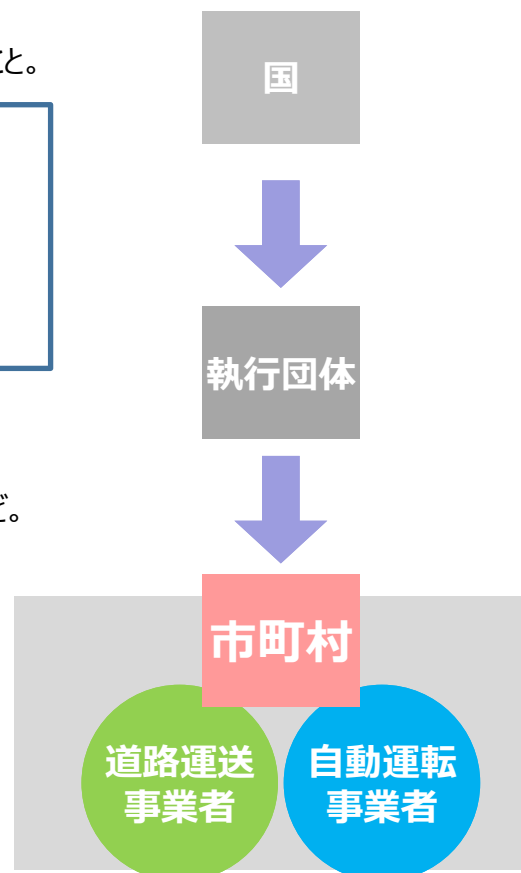 こと。
国
執行団体
ど。
市町村
道路運送
事業者
自動運転
事業者